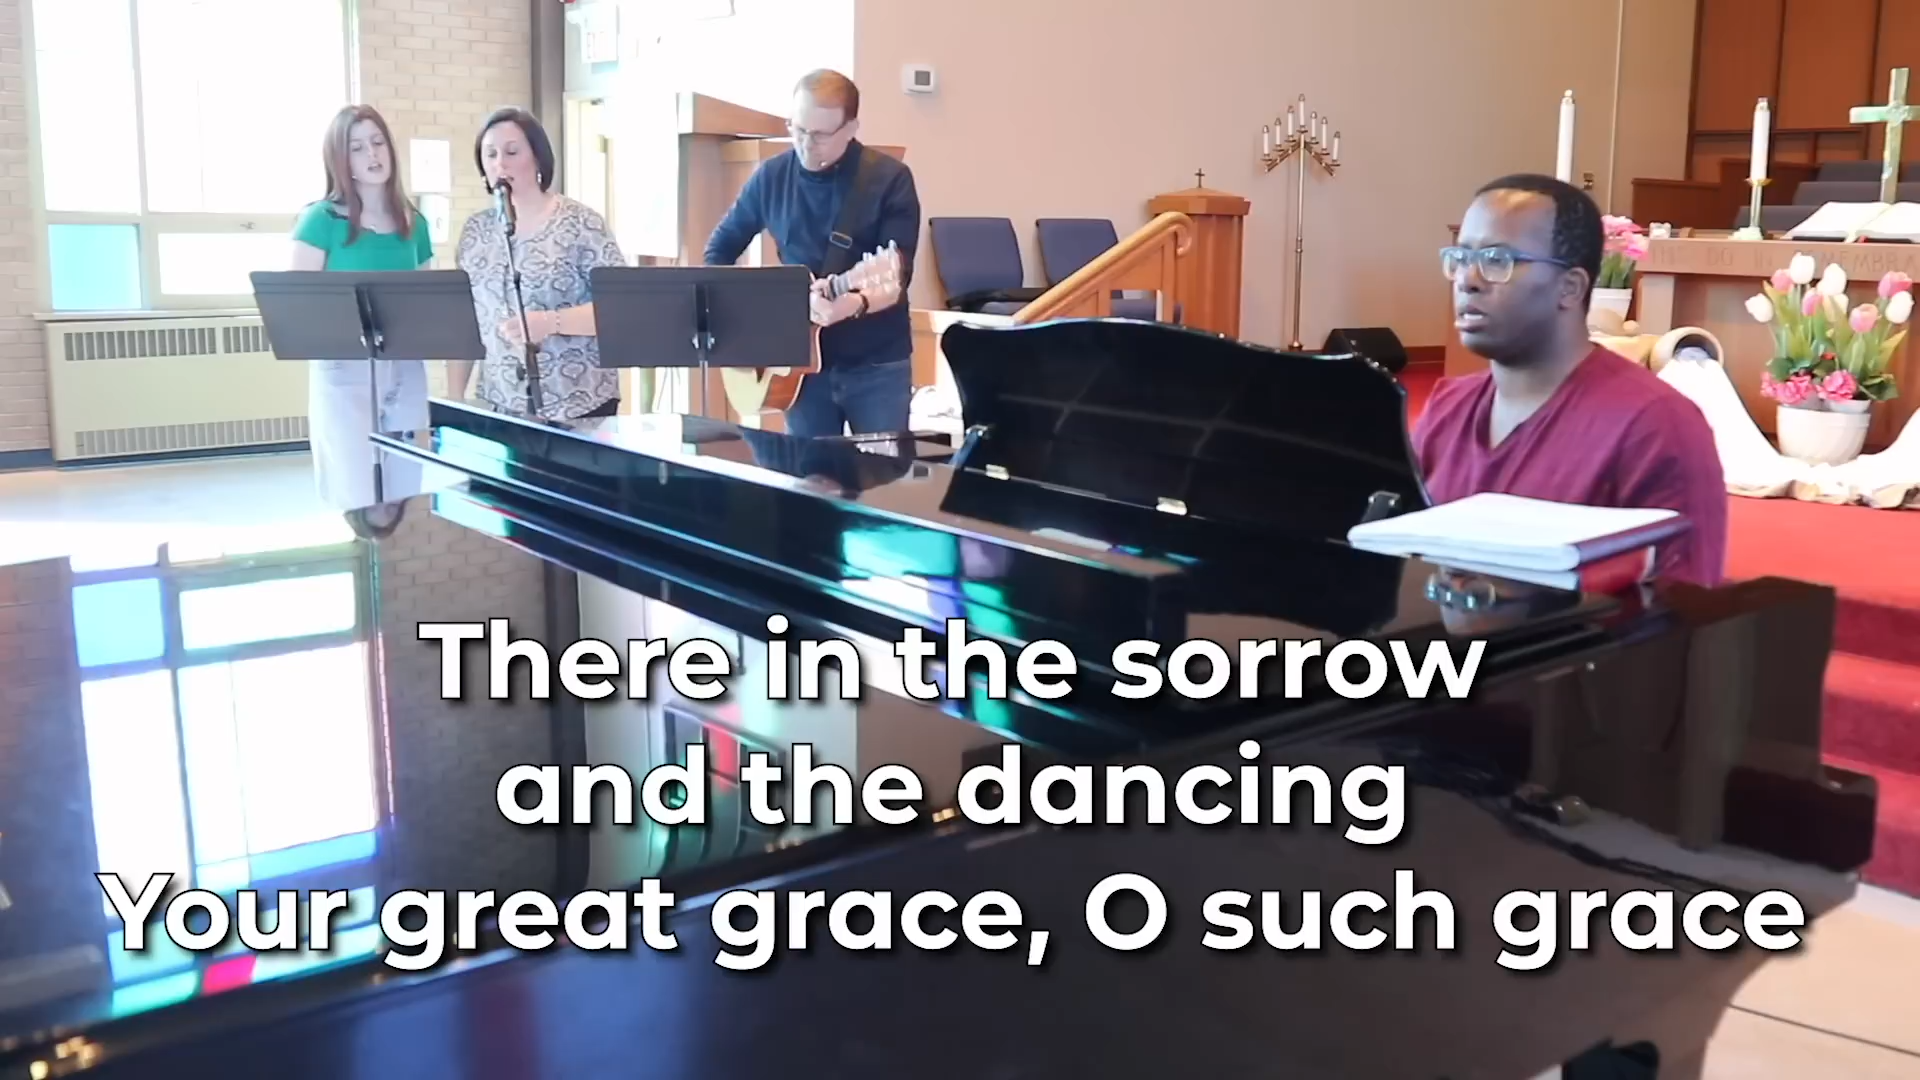 There in the sorrow
and the dancing
Your great grace, O such grace